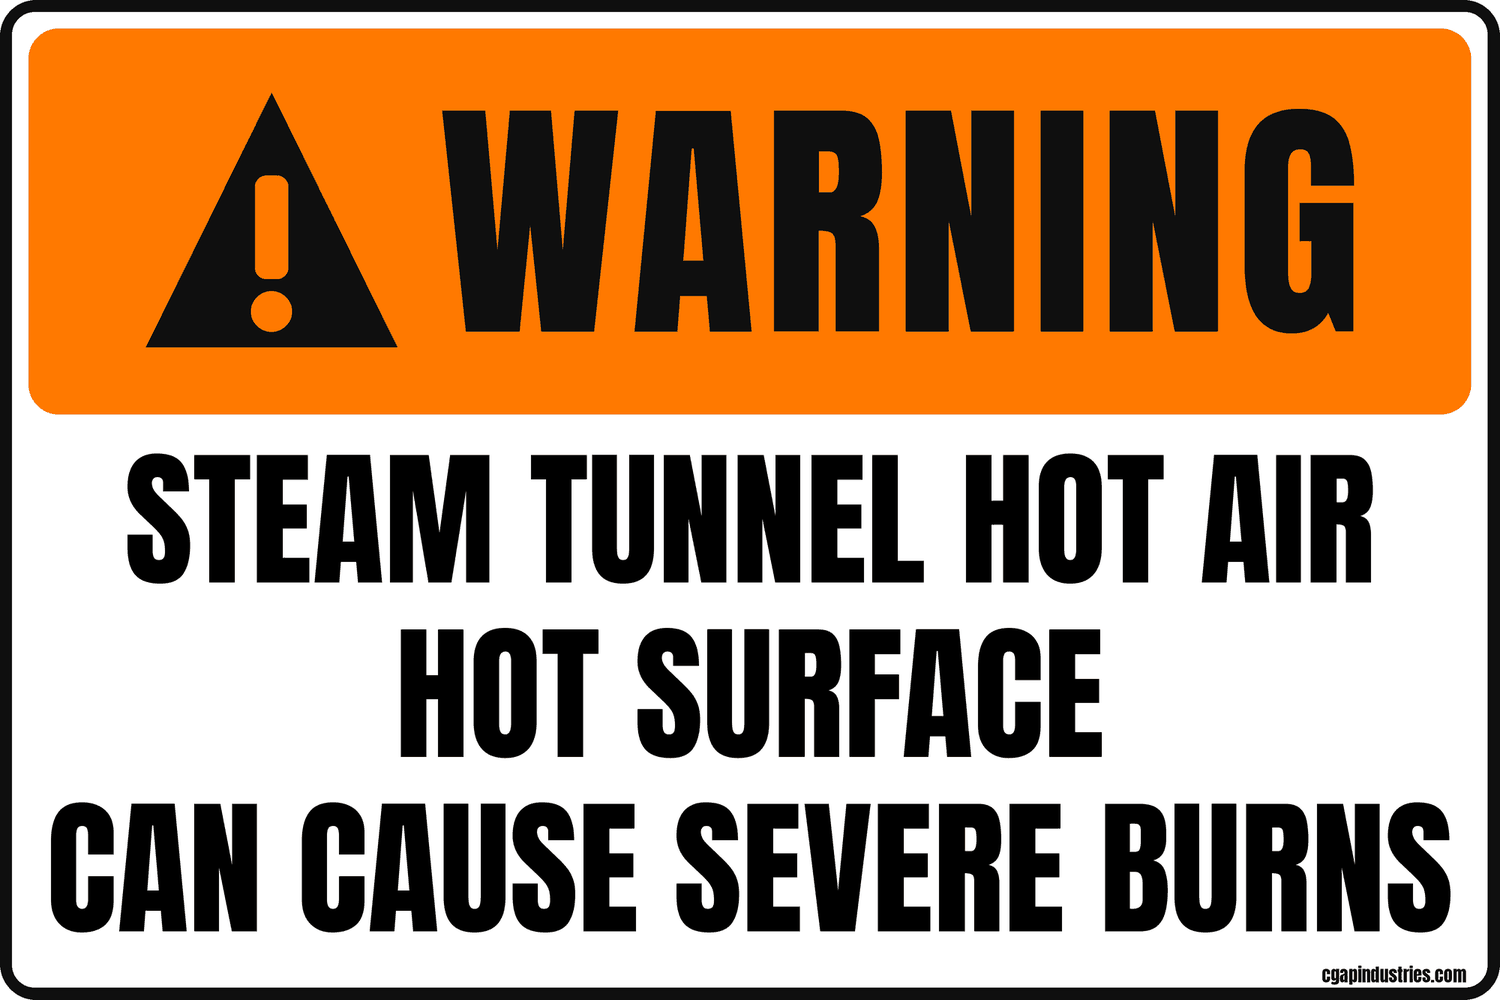 WARNING
STEAM TUNNEL HOT AIR
HOT SURFACE
CAN CAUSE SEVERE BURNS
cgapindustries.com